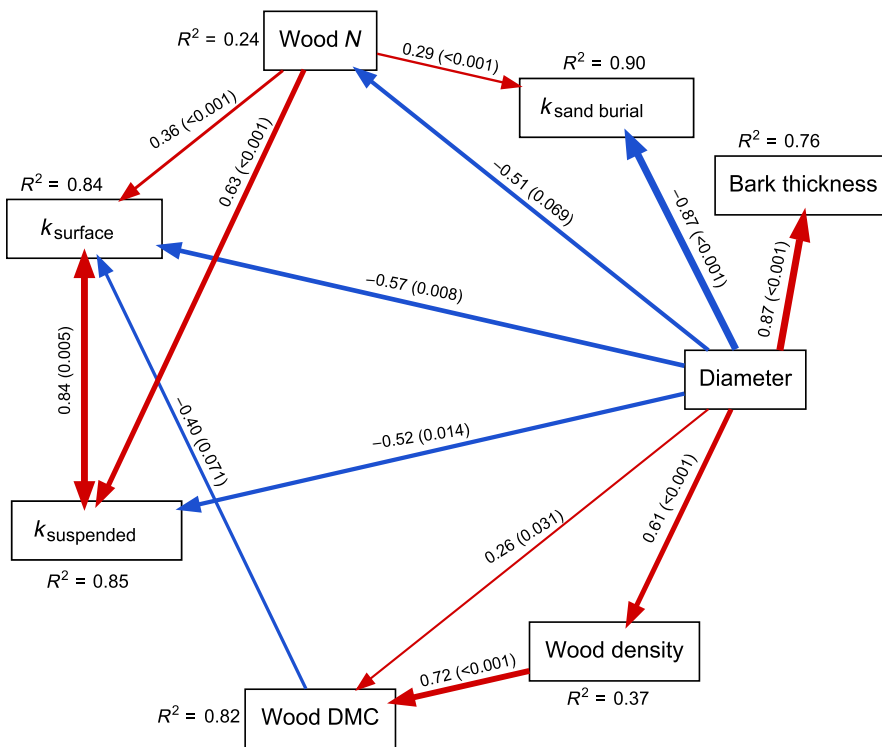 R² = 0.24
Wood N
0.29 (<0.001)
R² = 0.90
k sand burial
0.36 (<0.001)
0.63 (<0.001)
R² = 0.76
Bark thickness
R² = 0.84
k surface
−0.51 (0.069)
−0.87 (<0.001)
0.87 (<0.001)
−0.57 (0.008)
0.84 (0.005)
Diameter
−0.40 (0.071)
−0.52 (0.014)
k suspended
R² = 0.85
0.26 (0.031)
0.61 (<0.001)
Wood density
0.72 (<0.001)
R² = 0.37
R² = 0.82
Wood DMC